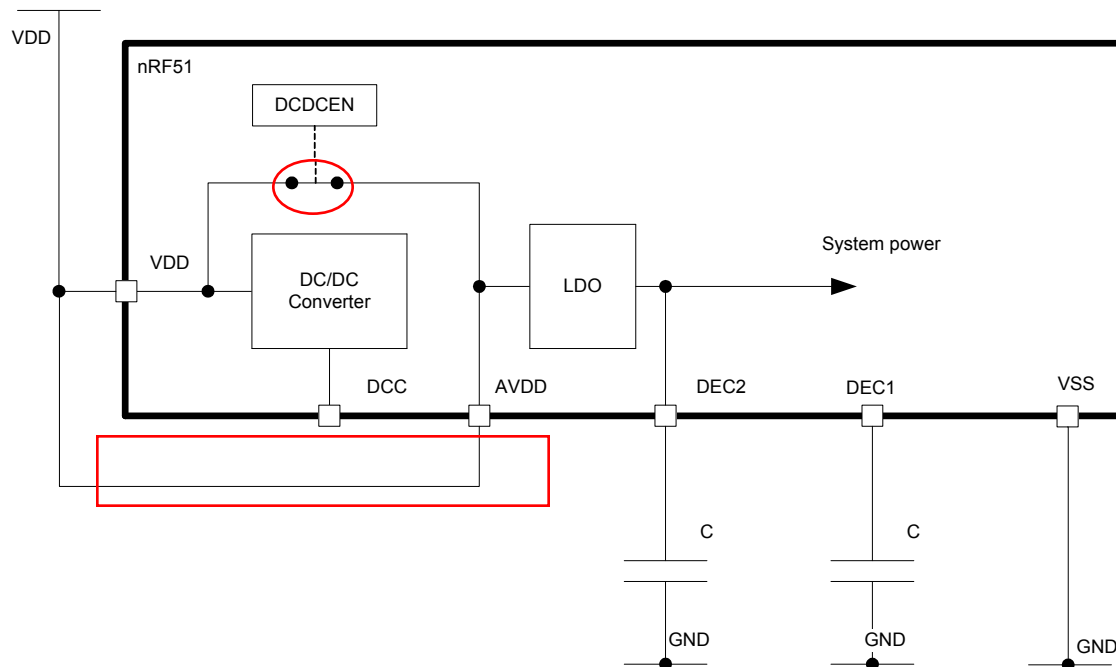 VDD
nRF51
DCDCEN
VDD
DC/DC
Converter
LDO
System power
DCC
AVDD
DEC2
DEC1
VSS
C
C
GND
GND
GND